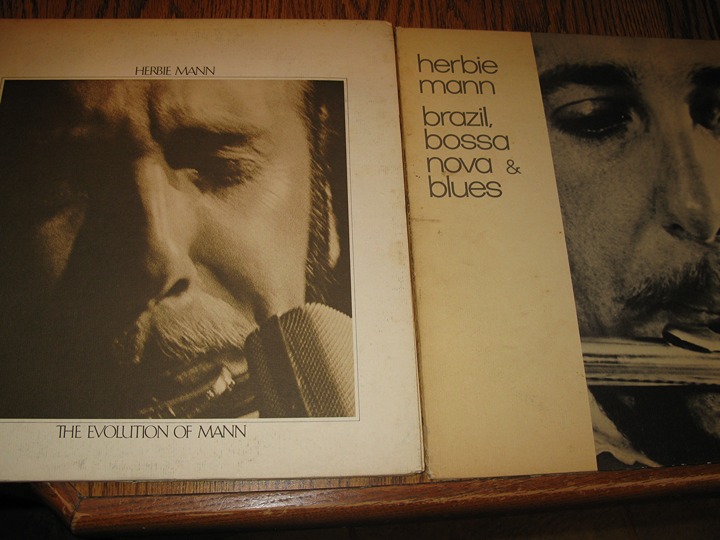 HERBIE MANN
THE EVOLUTION OF MANN
herbie
mann
brazil,
bossa
nova &
blues